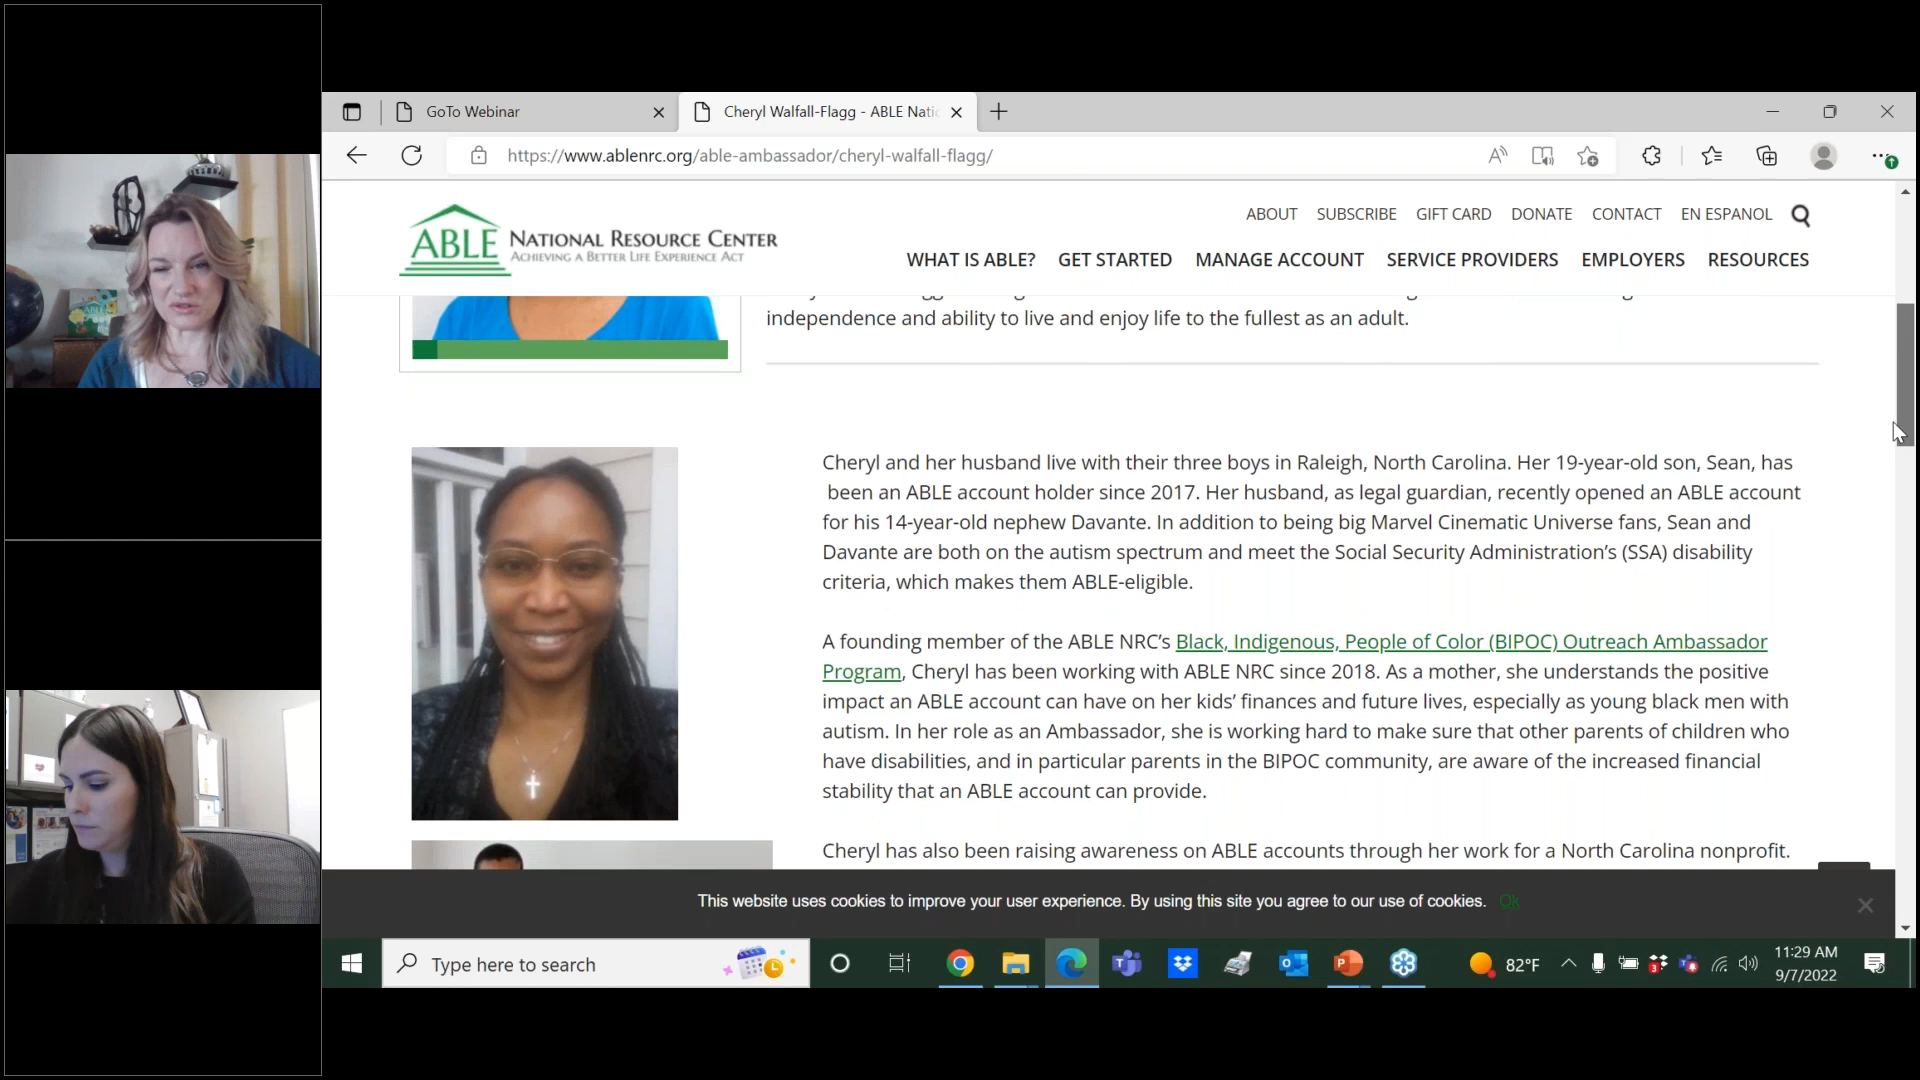 GoTo Webinar
Cheryl Walfall-Flagg - ABLE Natio
https://www.ablenrc.org/able-ambassador/cheryl-walfall-flagg/
ABOUT SUBSCRIBE GIFT CARD DONATE CONTACT EN ESPANOL
ABLE NATIONAL RESOURCE CENTER
ACHIEVING A BETTER LIFE EXPERIENCE ACT
WHAT IS ABLE? GET STARTED MANAGE ACCOUNT SERVICE PROVIDERS EMPLOYERS RESOURCES
independence and ability to live and enjoy life to the fullest as an adult.
Cheryl and her husband live with their three boys in Raleigh, North Carolina. Her 19-year-old son, Sean, has
been an ABLE account holder since 2017. Her husband, as legal guardian, recently opened an ABLE account
for his 14-year-old nephew Davante. In addition to being big Marvel Cinematic Universe fans, Sean and
Davante are both on the autism spectrum and meet the Social Security Administration’s (SSA) disability
criteria, which makes them ABLE-eligible.
A founding member of the ABLE NRC’s Black, Indigenous, People of Color (BIPOC) Outreach Ambassador
Program, Cheryl has been working with ABLE NRC since 2018. As a mother, she understands the positive
impact an ABLE account can have on her kids’ finances and future lives, especially as young black men with
autism. In her role as an Ambassador, she is working hard to make sure that other parents of children who
have disabilities, and in particular parents in the BIPOC community, are aware of the increased financial
stability that an ABLE account can provide.
Cheryl has also been raising awareness on ABLE accounts through her work for a North Carolina nonprofit.
This website uses cookies to improve your user experience. By using this site you agree to our use of cookies. Ok
Type here to search
82°F
11:29 AM
9/7/2022